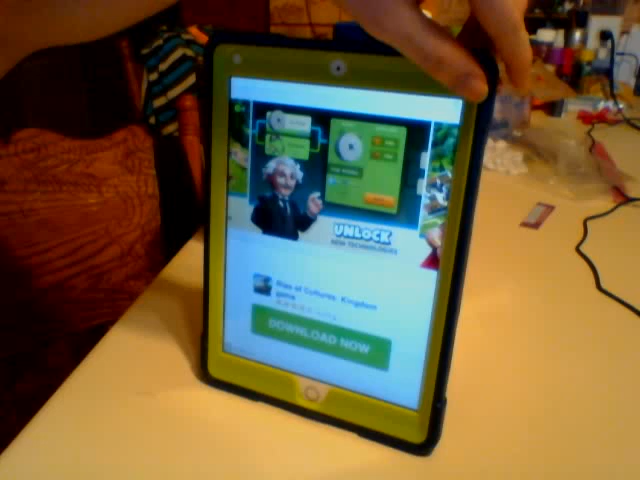 UNLOCK
NEW TECHNOLOGIES
Rise of Cultures: Kingdom
game
DOWNLOAD NOW